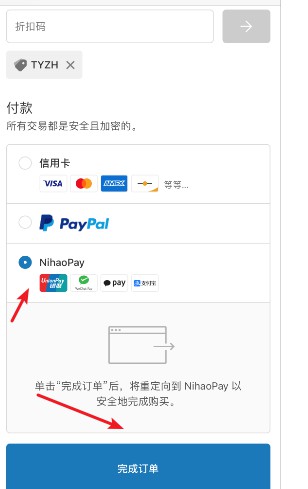 折扣码
TYZH
付款
所有交易都是安全且加密的。
信用卡
VISA
AMEX
等等...
PayPal
NihaoPay
UnionPay
银联
pay
支付宝
单击“完成订单”后，将重定向到 NihaoPay 以
安全地完成购买。
完成订单